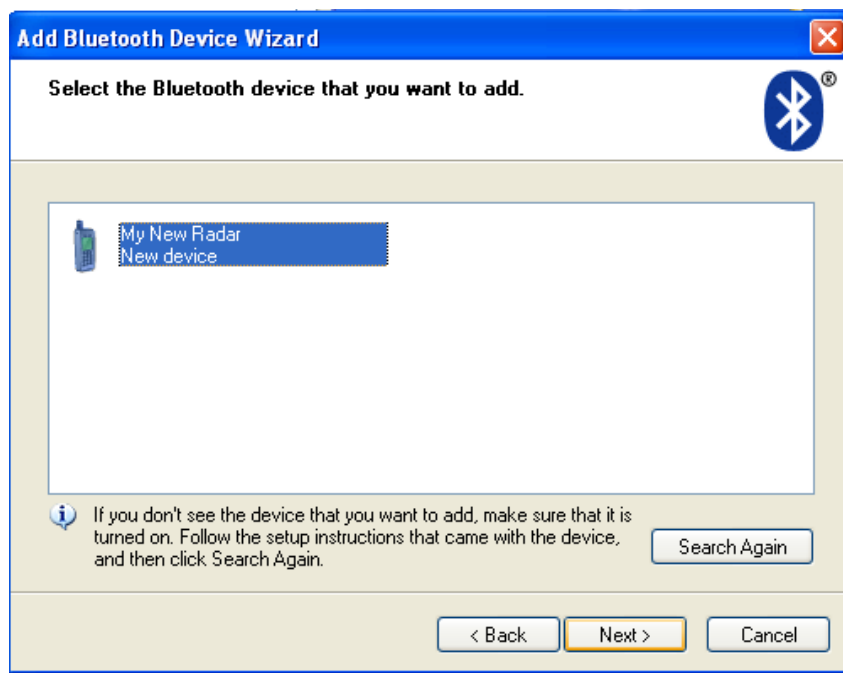 Add Bluetooth Device Wizard
Select the Bluetooth device that you want to add.
®
My New Radar
New device
If you don't see the device that you want to add, make sure that it is
turned on. Follow the setup instructions that came with the device,
and then click Search Again.
Search Again
< Back
Next >
Cancel